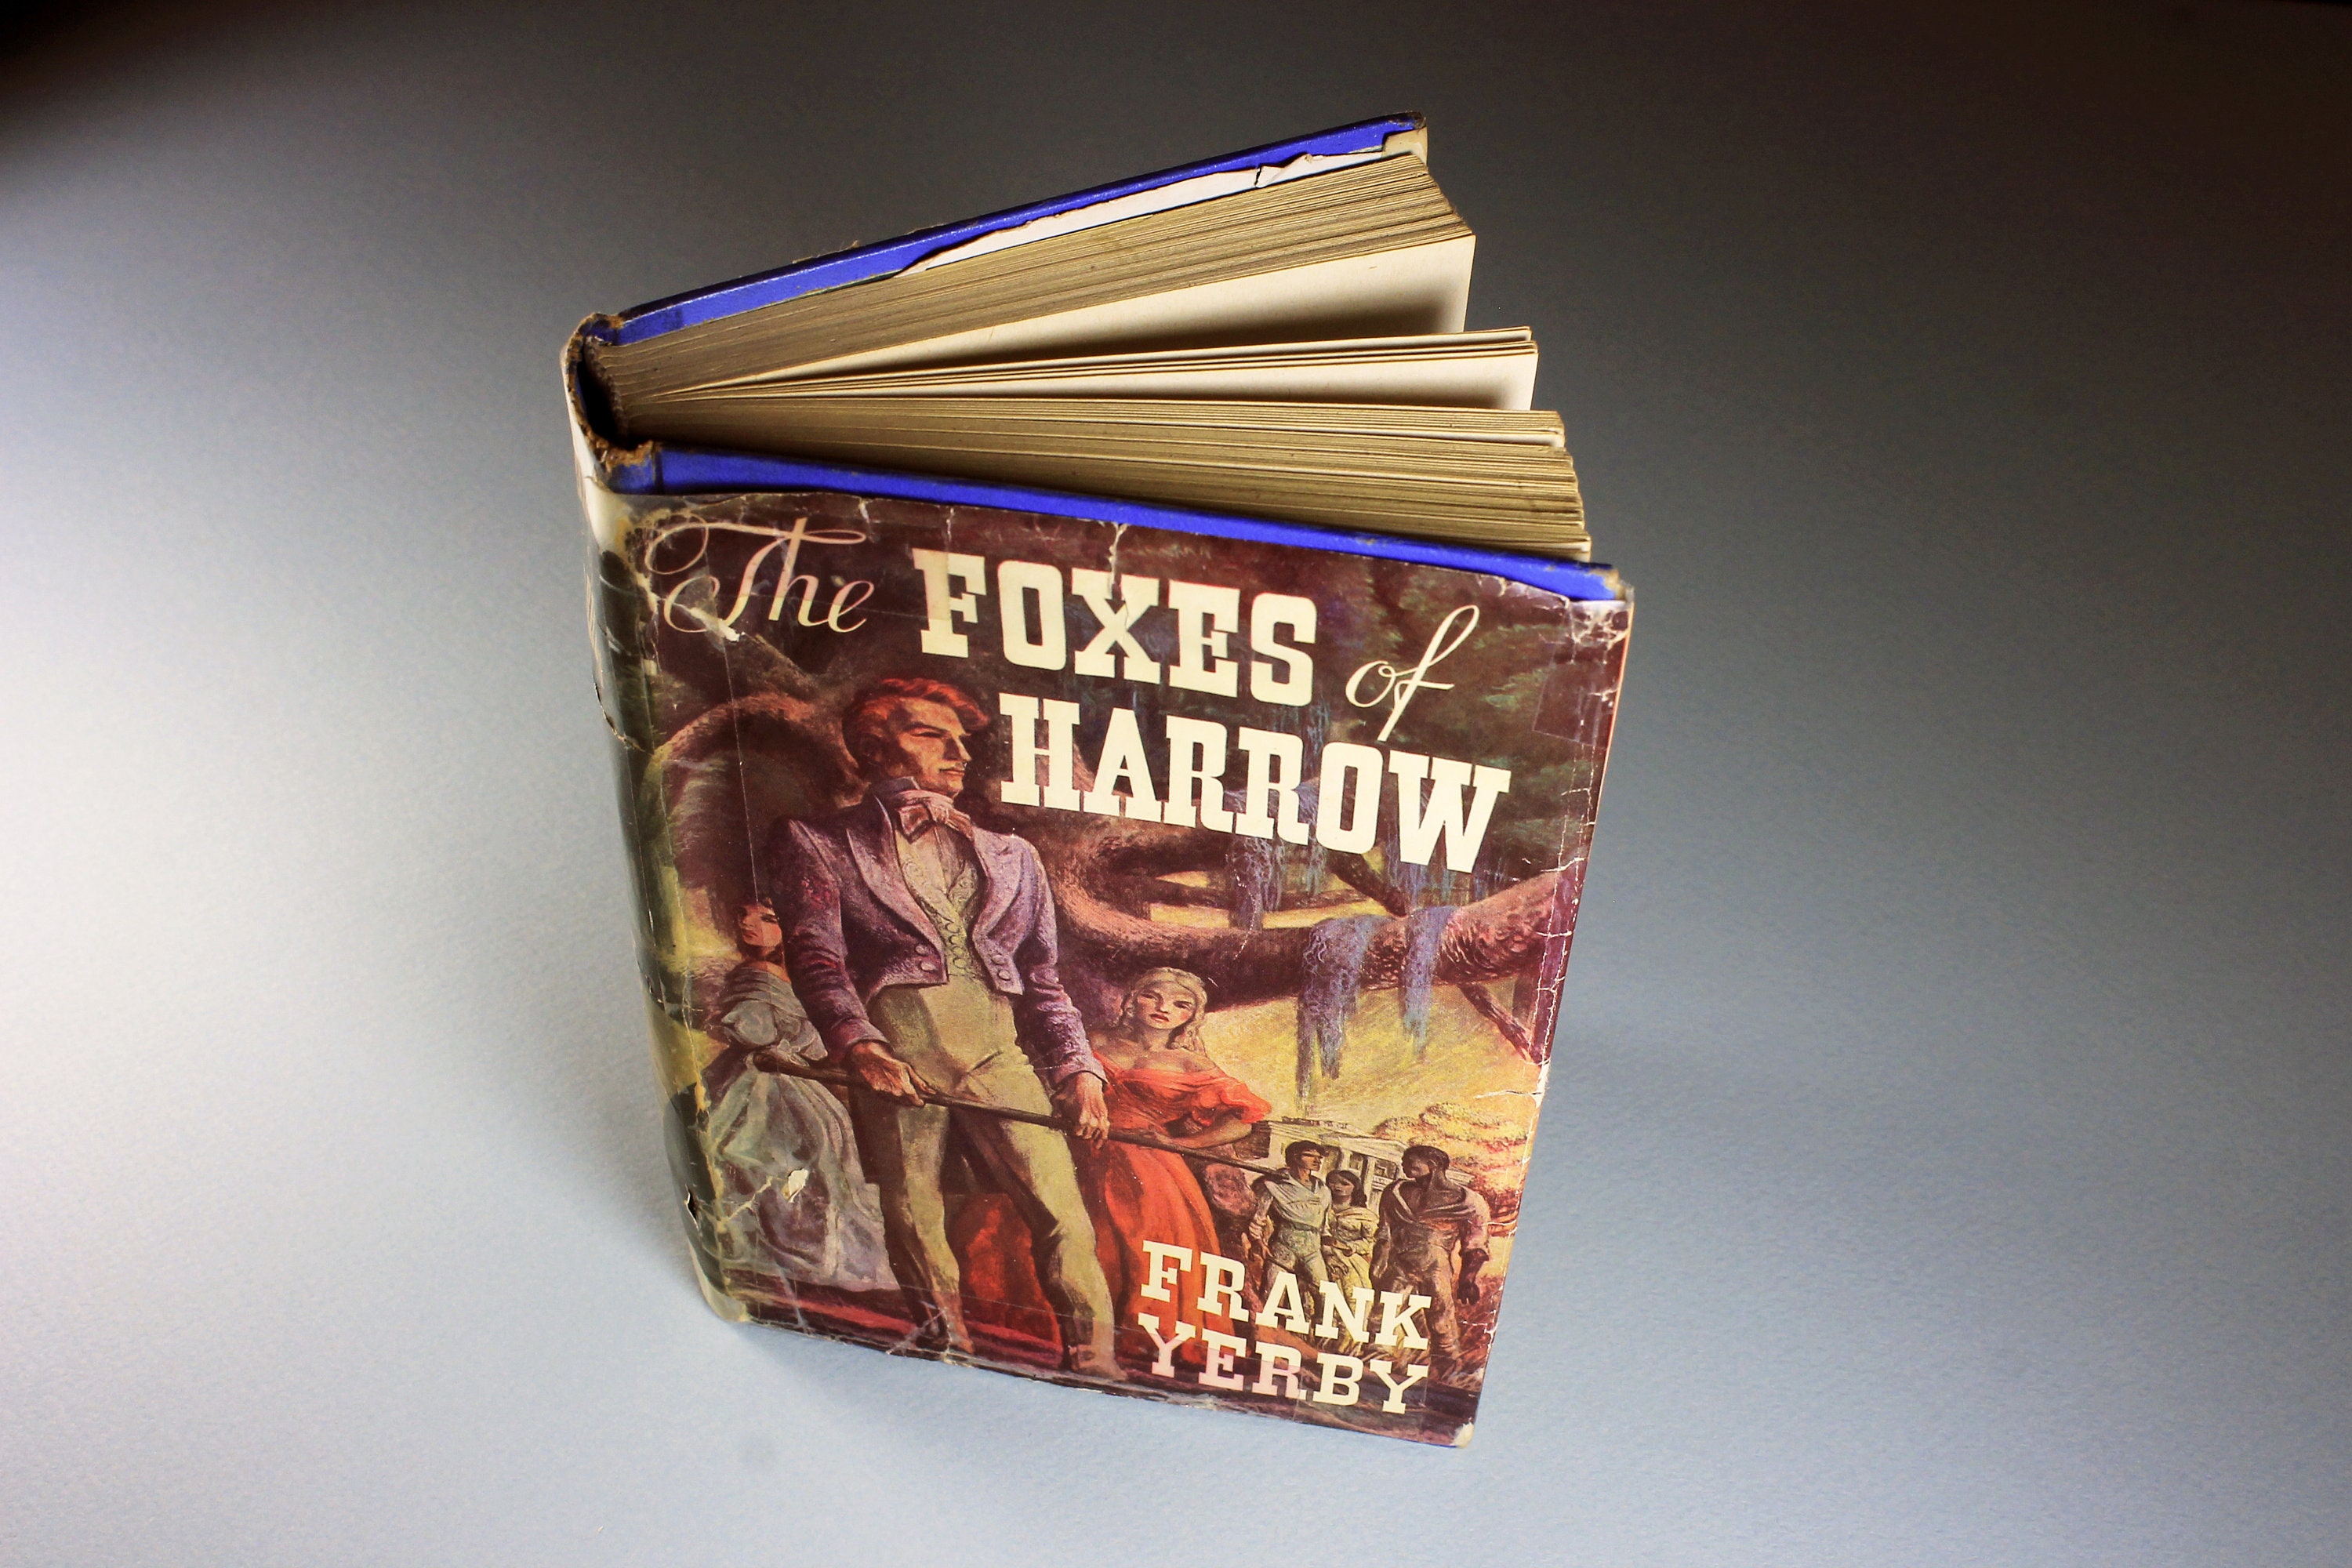 The FOXES of
HARROW
FRANK
YERBY